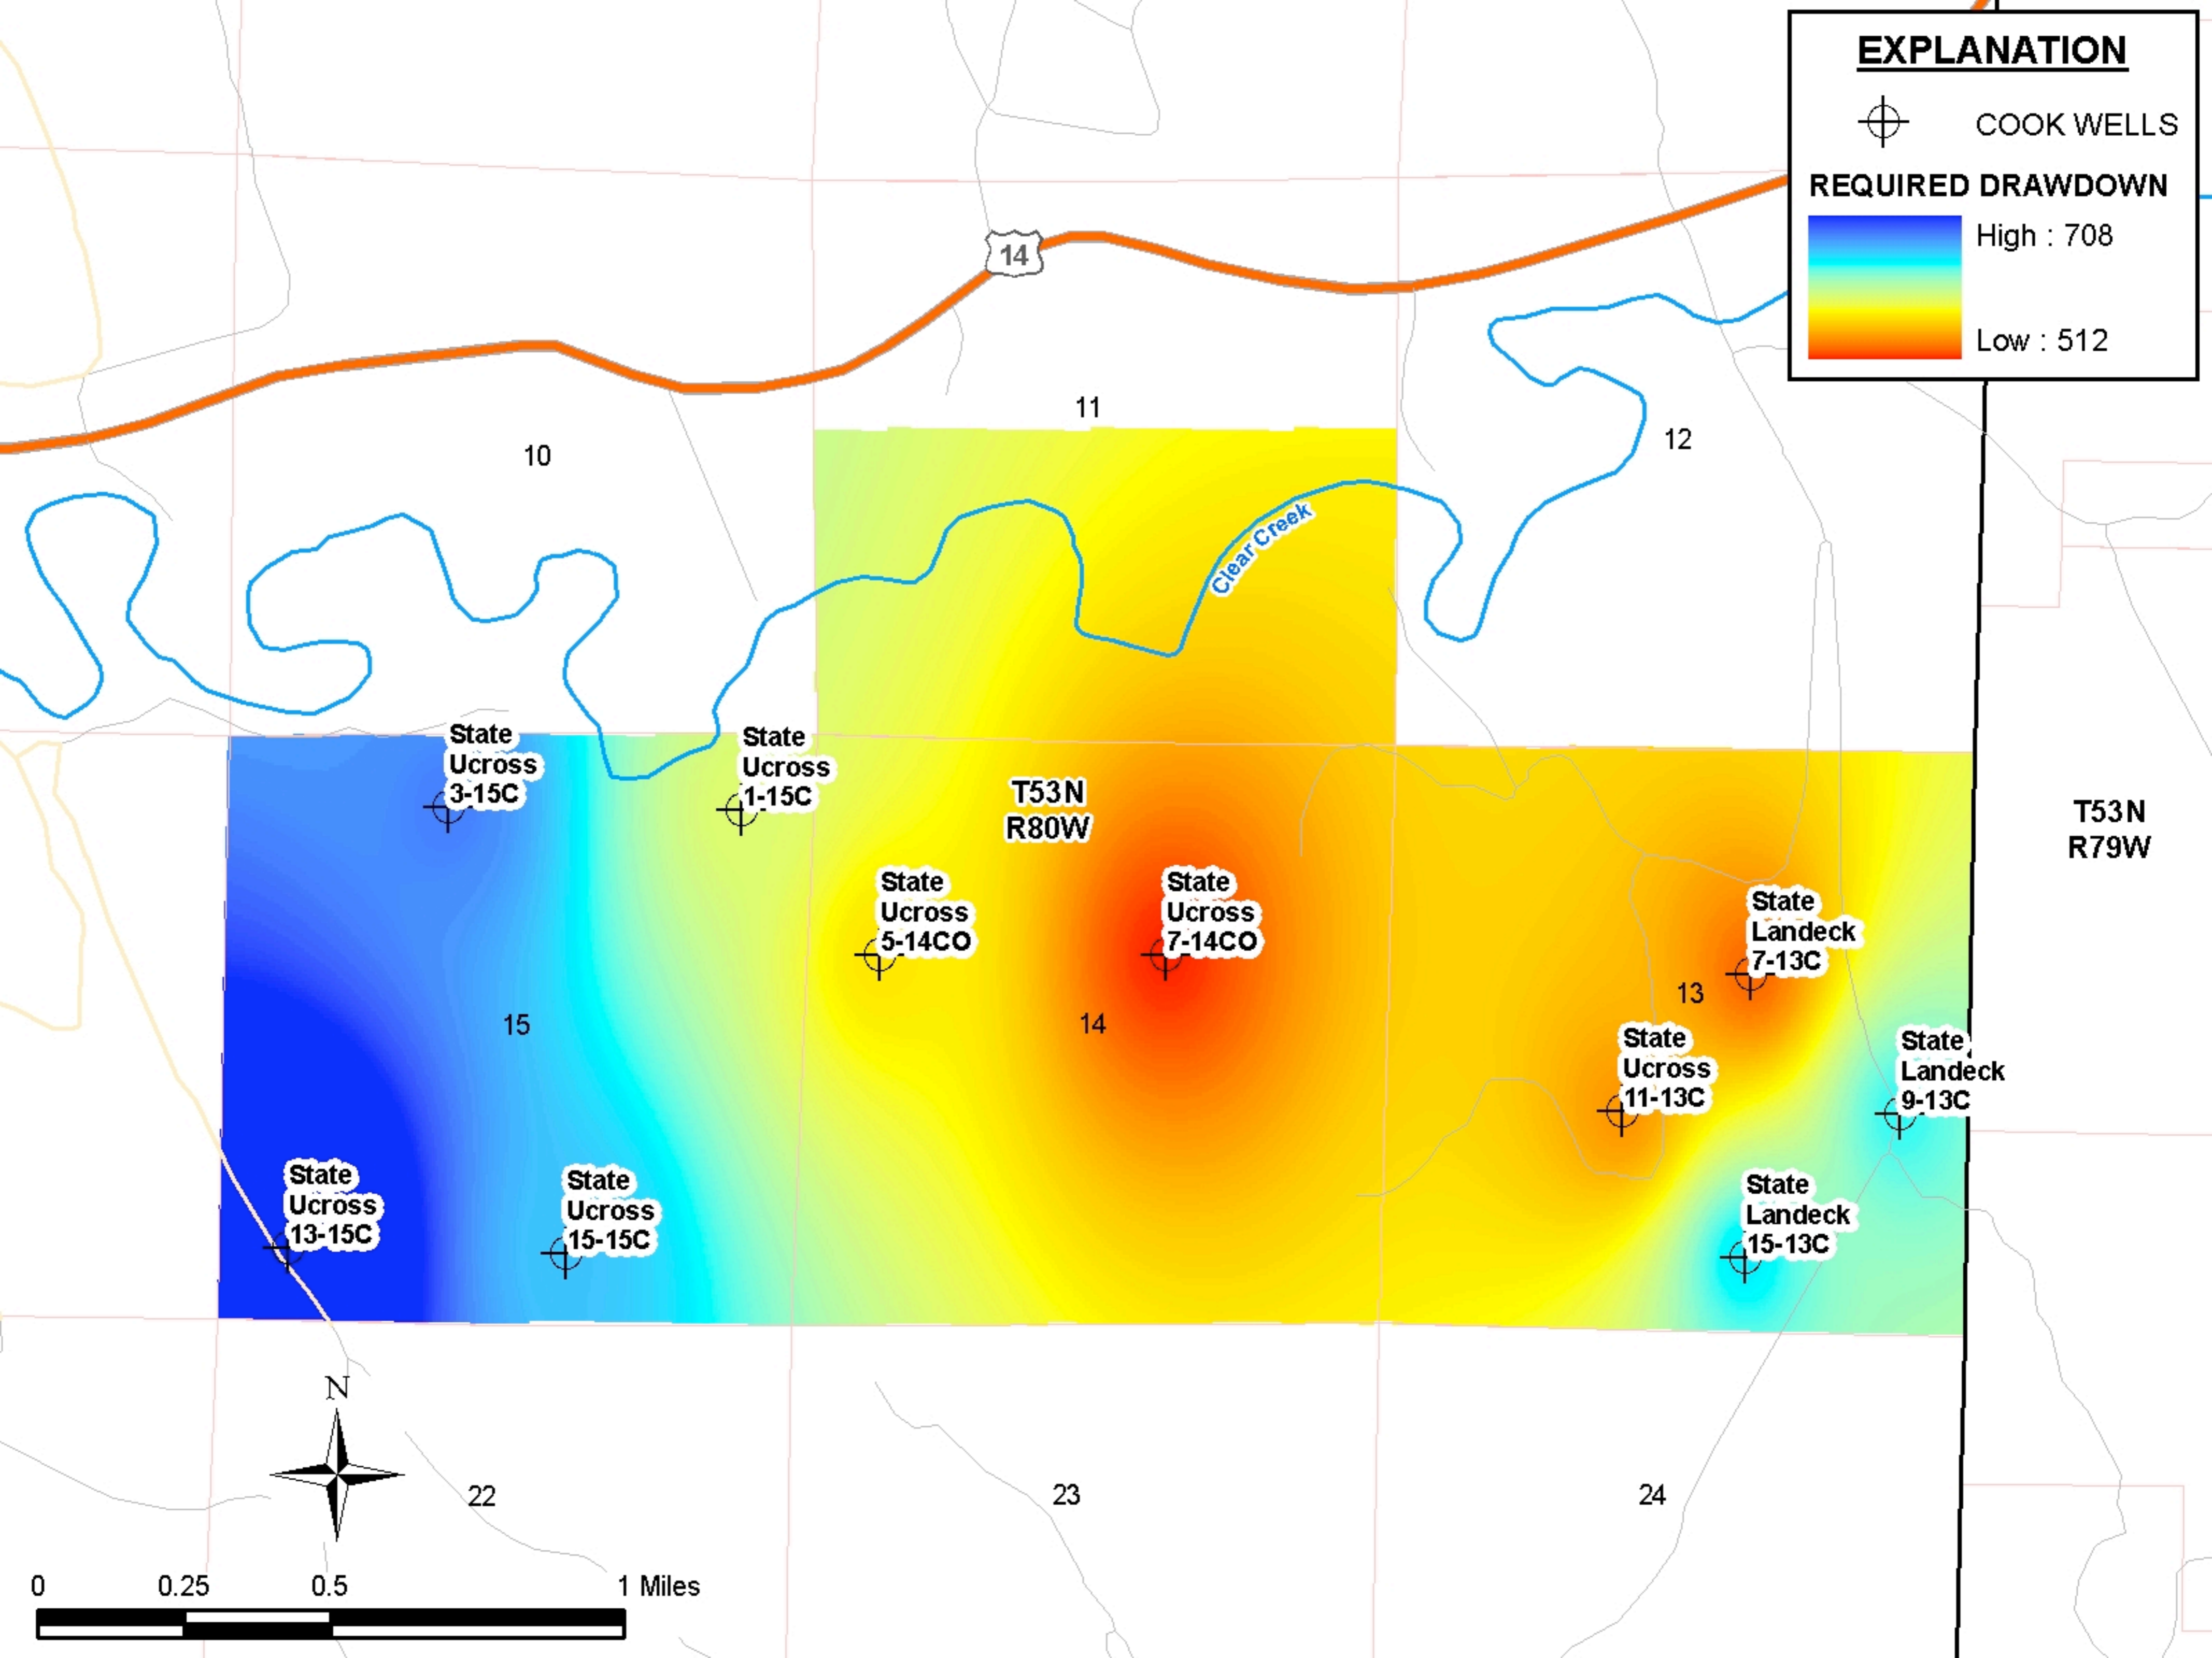 EXPLANATION
COOK WELLS
REQUIRED DRAWDOWN
High : 708
Low : 512
14
11
12
10
Clear Creek
State
Ucross
3-15C
State
Ucross
1-15C
T53N
R80W
T53N
R79W
State
Ucross
5-14CO
State
Ucross
7-14CO
State
Landeck
7-13C
15
14
13
State
Ucross
11-13C
State
Landeck
9-13C
State
Ucross
13-15C
State
Ucross
15-15C
State
Landeck
15-13C
N
22
23
24
0 0.25 0.5 1 Miles